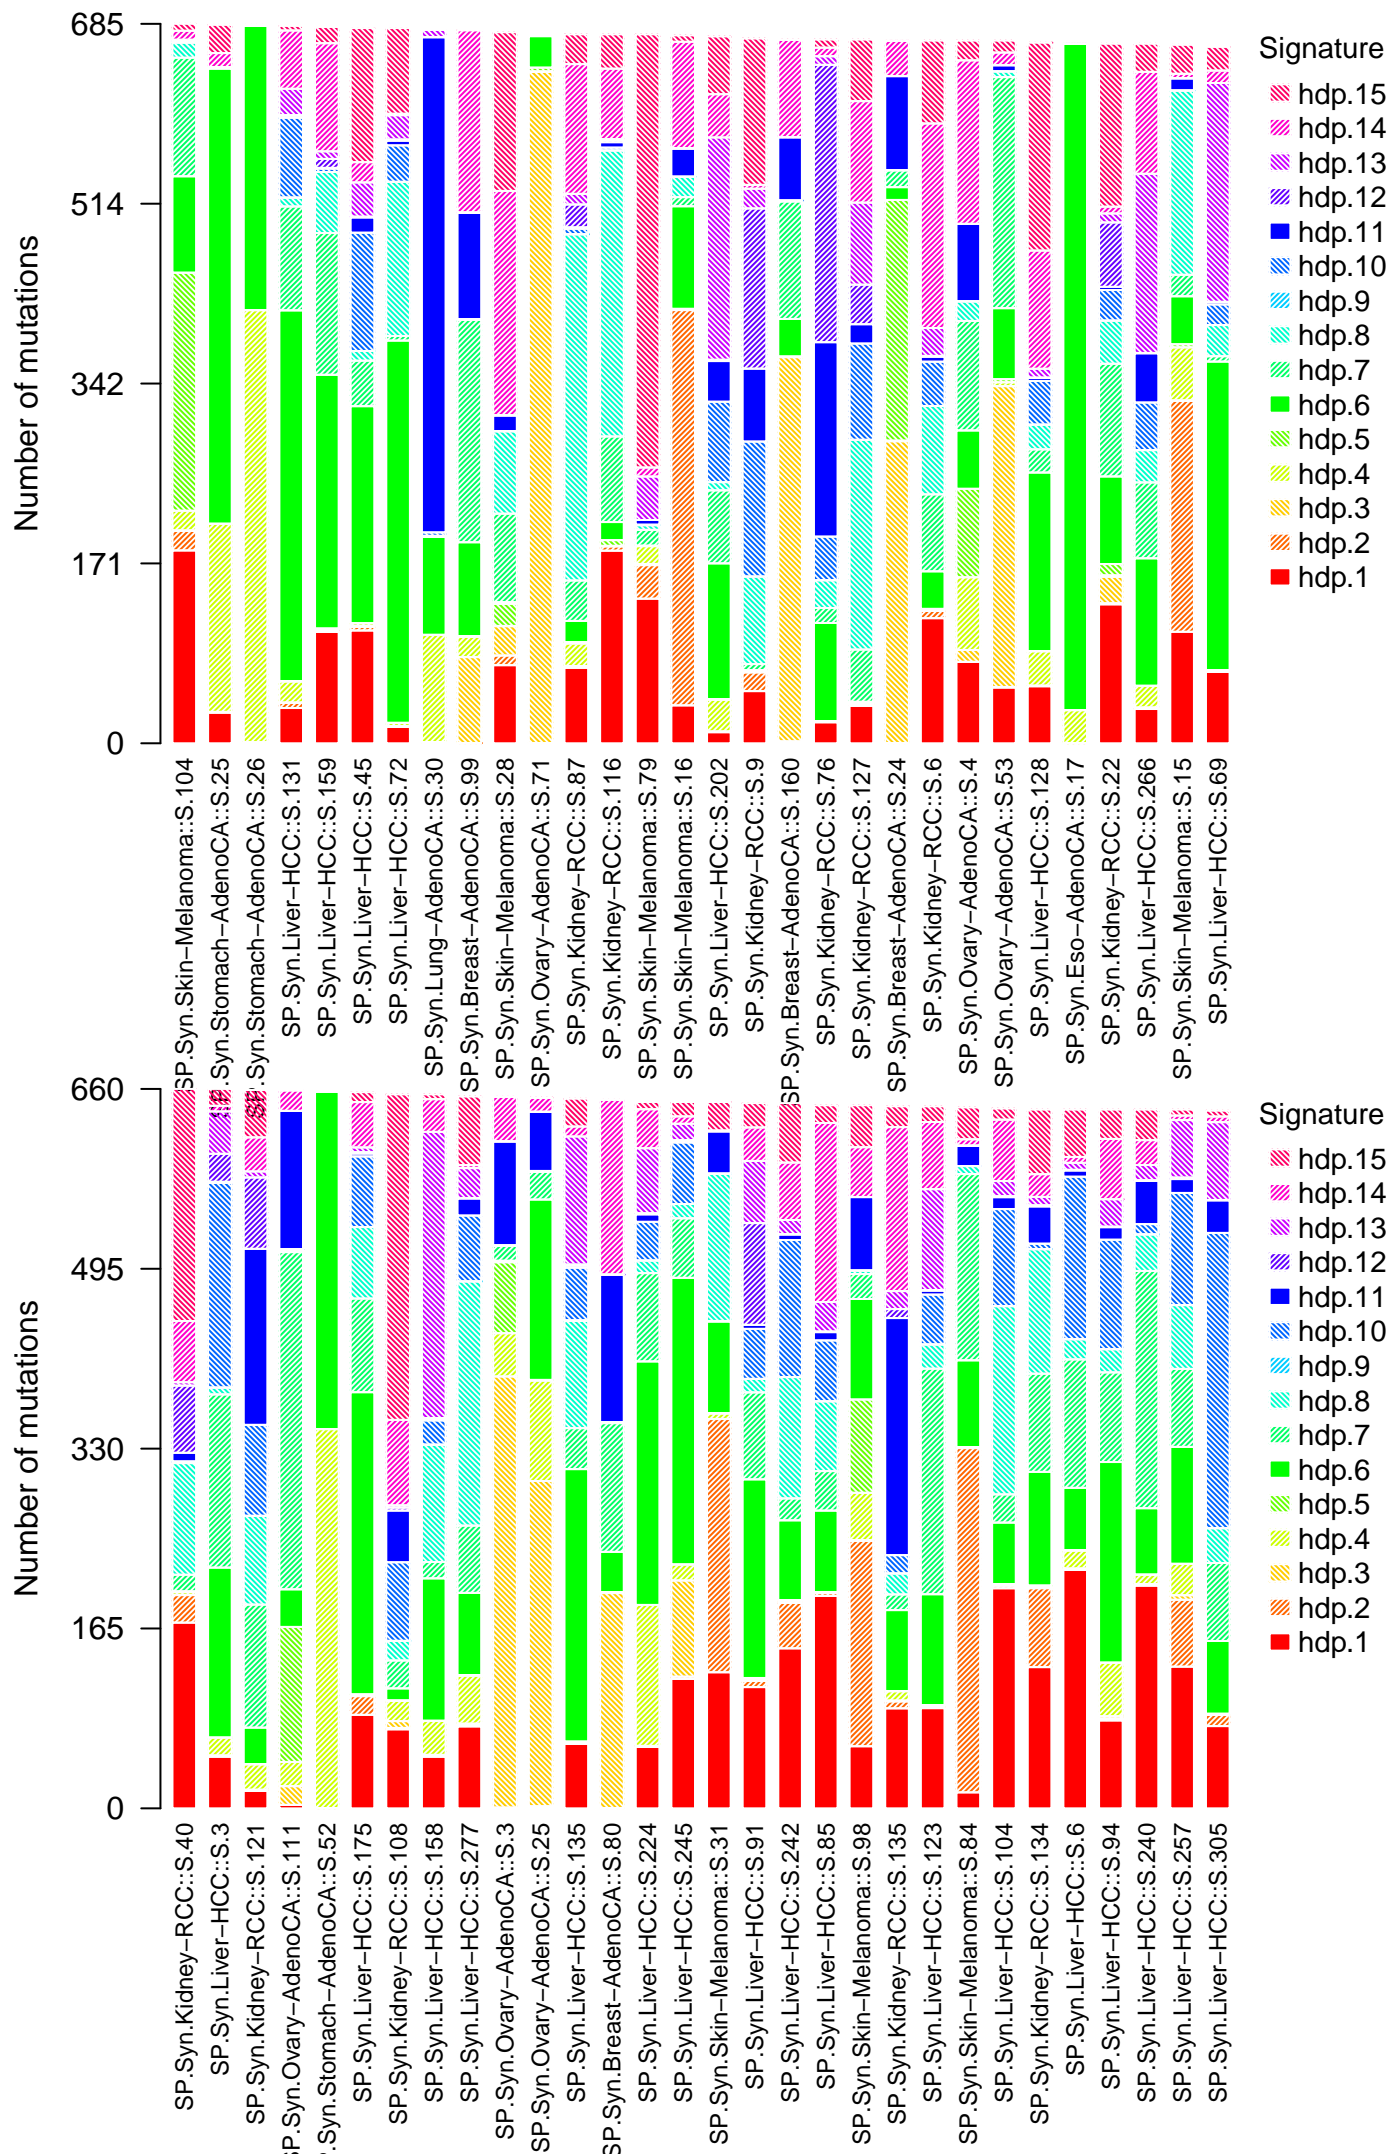 Number of mutations
685
514
342
171
0
SP.Syn.Skin−Melanoma::S.104
SP.Syn.Stomach−AdenoCA::S.25
SP.Syn.Stomach−AdenoCA::S.26
SP.Syn.Liver−HCC::S.131
SP.Syn.Liver−HCC::S.159
SP.Syn.Liver−HCC::S.45
SP.Syn.Liver−HCC::S.72
SP.Syn.Lung−AdenoCA::S.30
SP.Syn.Breast−AdenoCA::S.99
SP.Syn.Skin−Melanoma::S.28
SP.Syn.Ovary−AdenoCA::S.71
SP.Syn.Kidney−RCC::S.87
SP.Syn.Kidney−RCC::S.116
SP.Syn.Skin−Melanoma::S.79
SP.Syn.Skin−Melanoma::S.16
SP.Syn.Liver−HCC::S.202
SP.Syn.Kidney−RCC::S.9
SP.Syn.Breast−AdenoCA::S.160
SP.Syn.Kidney−RCC::S.76
SP.Syn.Kidney−RCC::S.127
SP.Syn.Breast−AdenoCA::S.24
SP.Syn.Kidney−RCC::S.6
SP.Syn.Ovary−AdenoCA::S.4
SP.Syn.Ovary−AdenoCA::S.53
SP.Syn.Liver−HCC::S.128
SP.Syn.Eso−AdenoCA::S.17
SP.Syn.Kidney−RCC::S.22
SP.Syn.Liver−HCC::S.266
SP.Syn.Skin−Melanoma::S.15
SP.Syn.Liver−HCC::S.69
Signature
hdp.15
hdp.14
hdp.13
hdp.12
hdp.11
hdp.10
hdp.9
hdp.8
hdp.7
hdp.6
hdp.5
hdp.4
hdp.3
hdp.2
hdp.1
Number of mutations
660
495
330
165
0
SP.Syn.Kidney−RCC::S.40
SP.Syn.Liver−HCC::S.3
SP.Syn.Kidney−RCC::S.121
SP.Syn.Ovary−AdenoCA::S.111
.Syn.Stomach−AdenoCA::S.52
SP.Syn.Liver−HCC::S.175
SP.Syn.Kidney−RCC::S.108
SP.Syn.Liver−HCC::S.158
SP.Syn.Liver−HCC::S.277
SP.Syn.Ovary−AdenoCA::S.3
SP.Syn.Ovary−AdenoCA::S.25
SP.Syn.Liver−HCC::S.135
SP.Syn.Breast−AdenoCA::S.80
SP.Syn.Liver−HCC::S.224
SP.Syn.Liver−HCC::S.245
SP.Syn.Skin−Melanoma::S.31
SP.Syn.Liver−HCC::S.91
SP.Syn.Liver−HCC::S.242
SP.Syn.Liver−HCC::S.85
SP.Syn.Skin−Melanoma::S.98
SP.Syn.Kidney−RCC::S.135
SP.Syn.Liver−HCC::S.123
SP.Syn.Skin−Melanoma::S.84
SP.Syn.Liver−HCC::S.104
SP.Syn.Kidney−RCC::S.134
SP.Syn.Liver−HCC::S.6
SP.Syn.Liver−HCC::S.94
SP.Syn.Liver−HCC::S.240
SP.Syn.Liver−HCC::S.257
SP.Syn.Liver−HCC::S.305
Signature
hdp.15
hdp.14
hdp.13
hdp.12
hdp.11
hdp.10
hdp.9
hdp.8
hdp.7
hdp.6
hdp.5
hdp.4
hdp.3
hdp.2
hdp.1